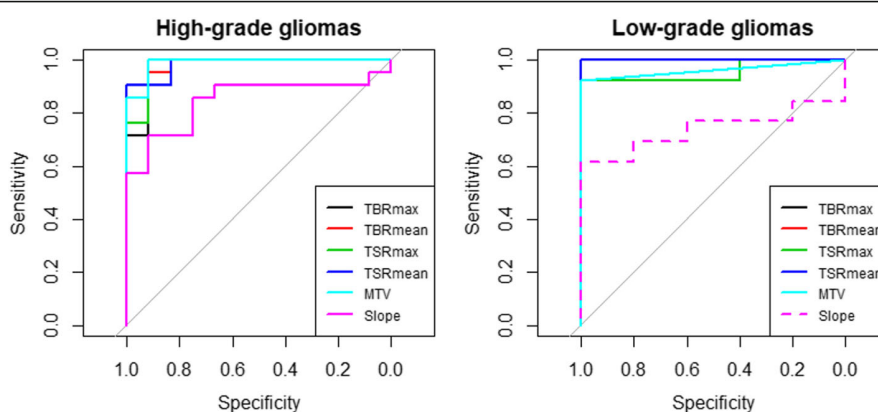 High-grade gliomas
Sensitivity
1.0
0.8
0.6
0.4
0.2
0.0
TBRmax
TBRmean
TSRmax
TSRmean
MTV
Slope
1.0 0.8 0.6 0.4 0.2 0.0
Specificity
Low-grade gliomas
Sensitivity
1.0
0.8
0.6
0.4
0.2
0.0
TBRmax
TBRmean
TSRmax
TSRmean
MTV
Slope
1.0 0.8 0.6 0.4 0.2 0.0
Specificity